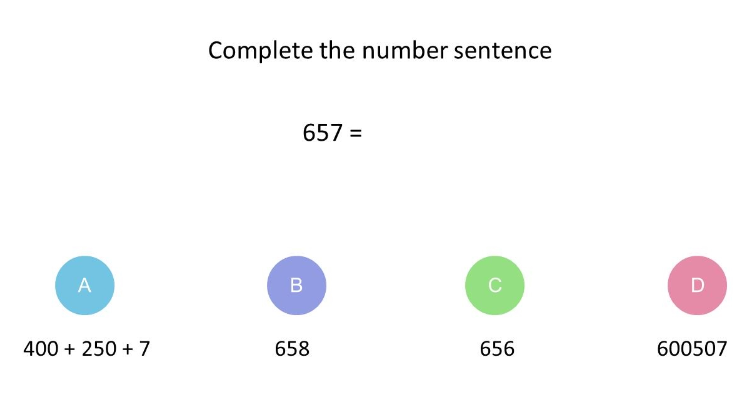 Complete the number sentence
657 =
A B C D
400 + 250 + 7 658 656 600507